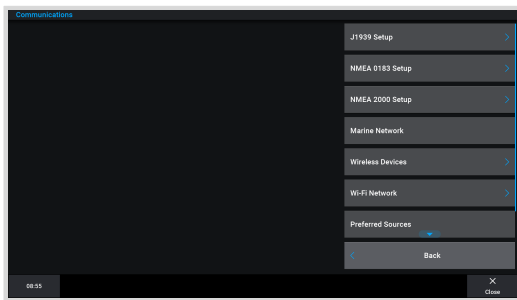 Communications
J1939 Setup
NMEA 0183 Setup
NMEA 2000 Setup
Marine Network
Wireless Devices
Wi-Fi Network
Preferred Sources
Back
08:55
Close